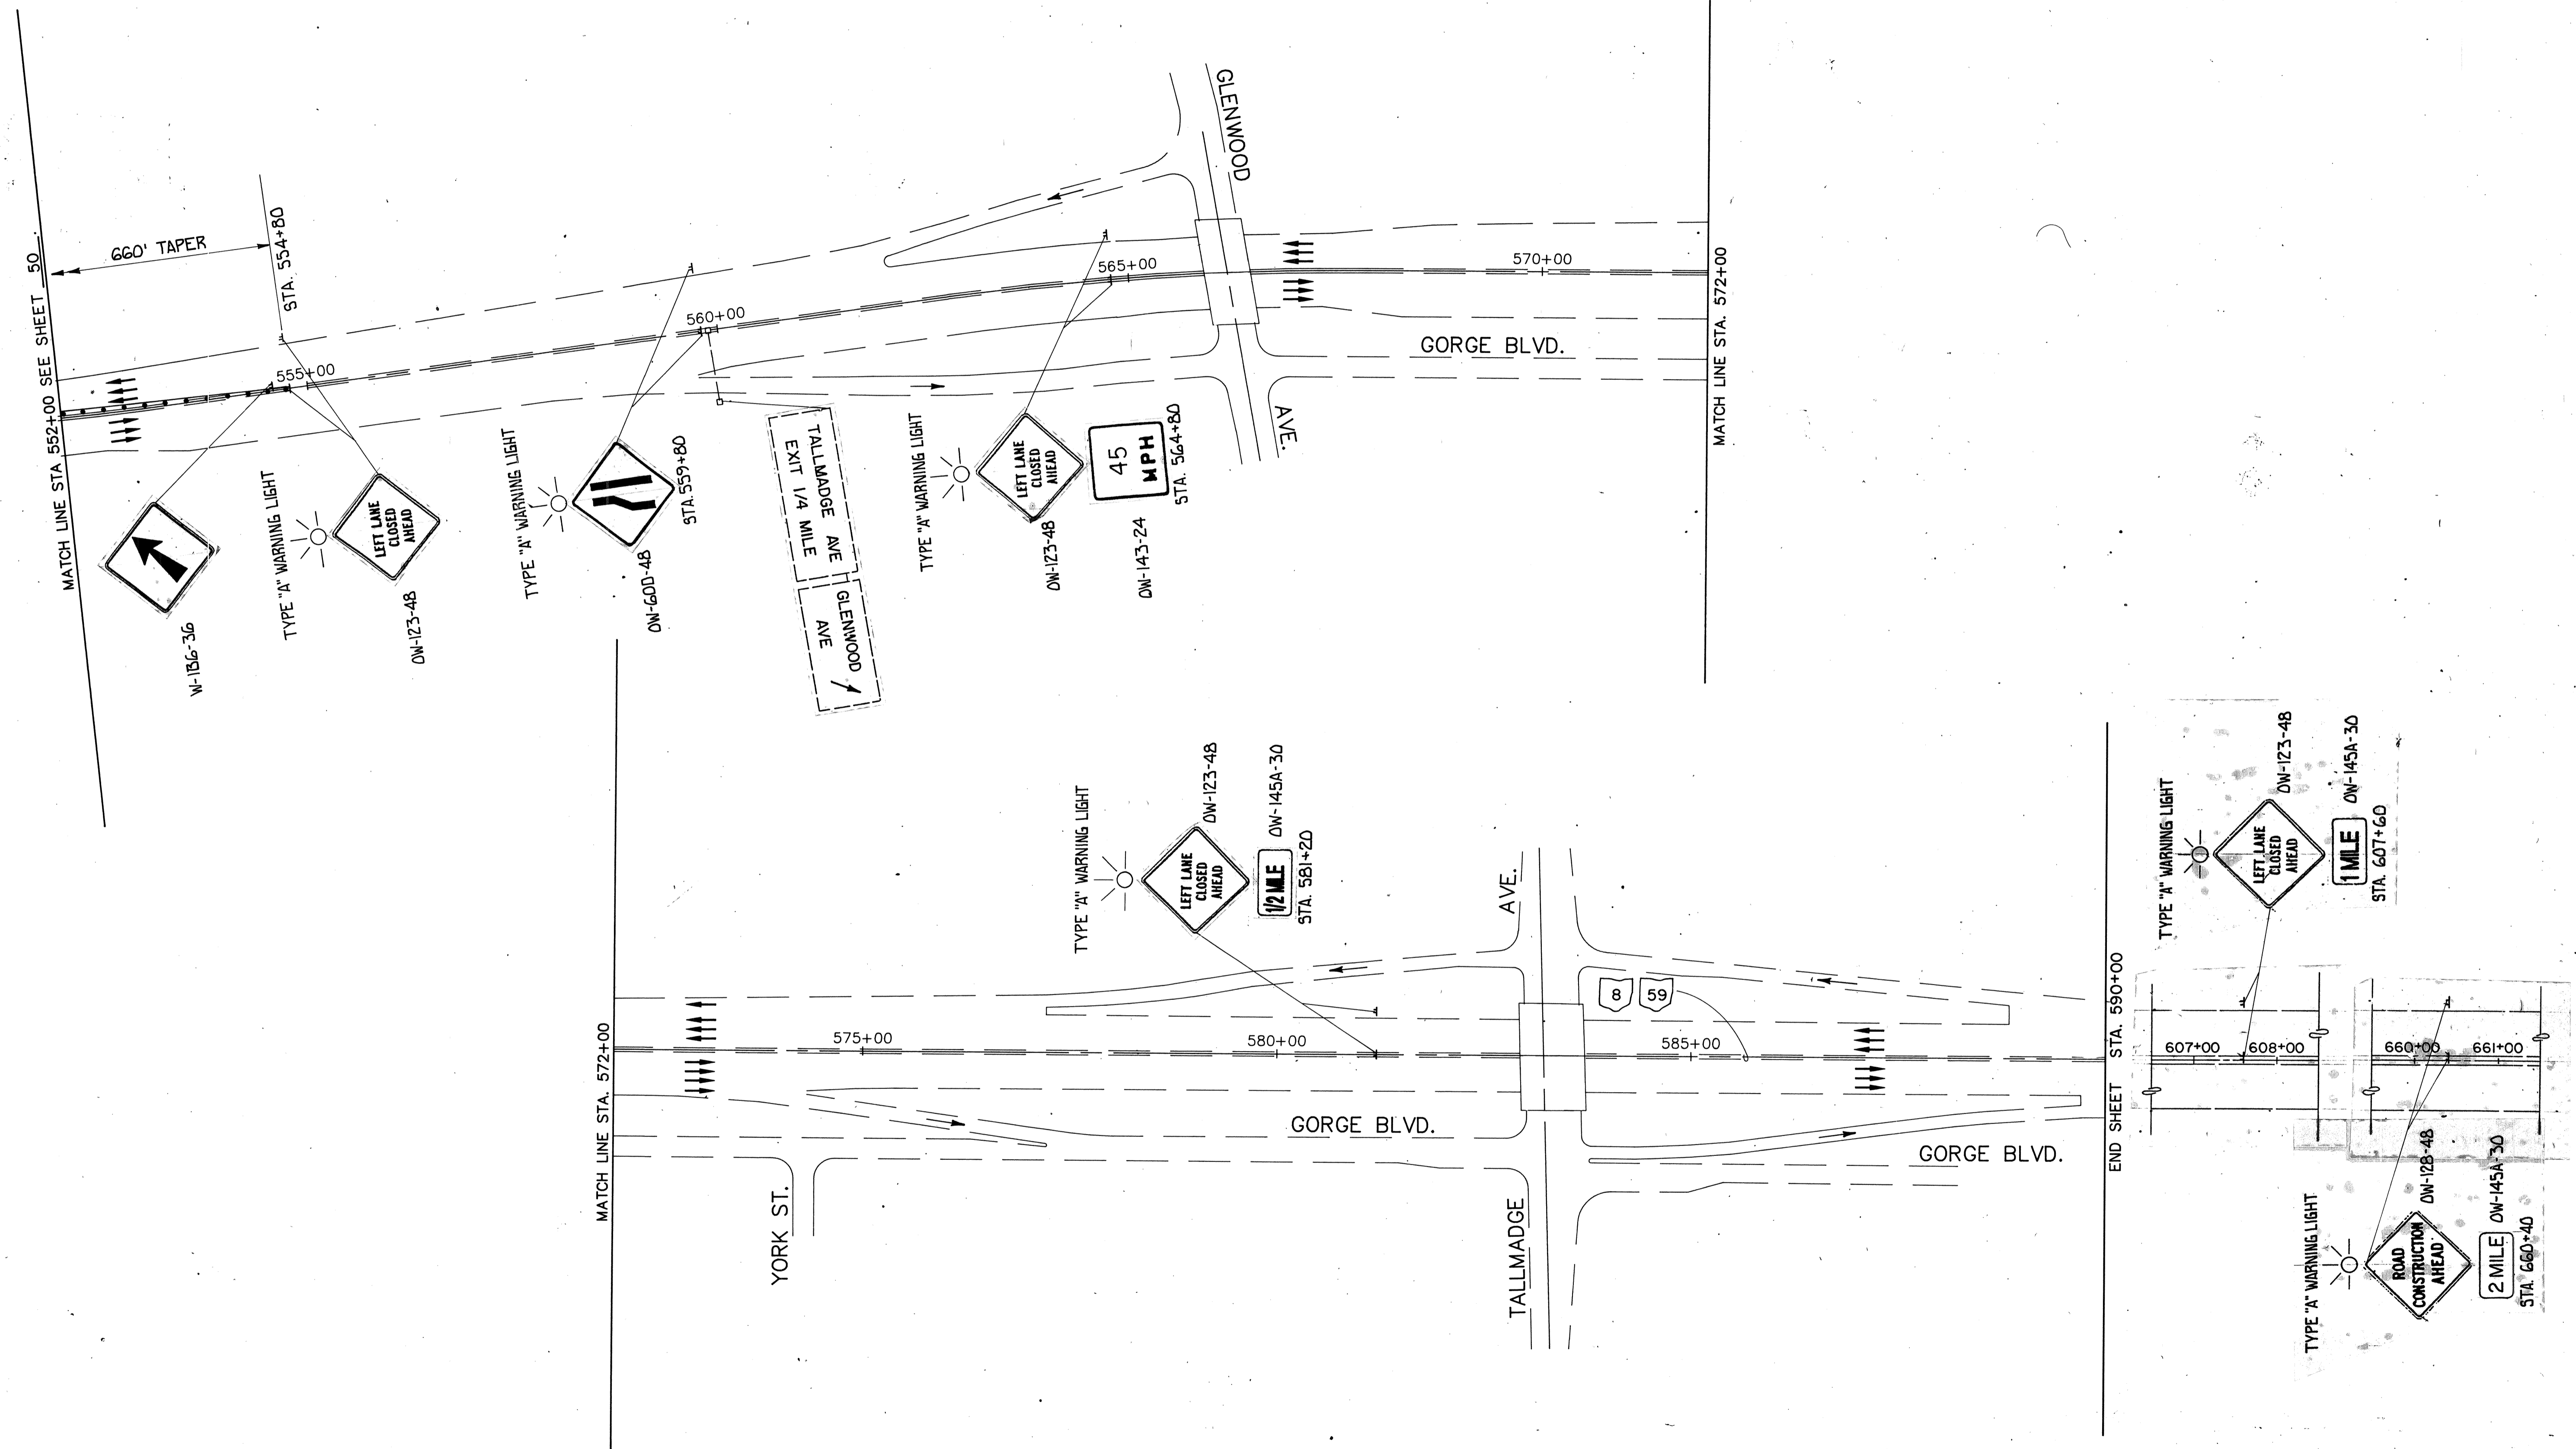 MATCH LINE STA 552+00 SEE SHEET 50
660' TAPER
STA. 554+80
555+00
560+00
565+00
570+00
GLENWOOD
AVE.
GORGE BLVD.
MATCH LINE STA. 572+00
W-1B6-36
TYPE "A" WARNING LIGHT
LEFT LANE
CLOSED
AHEAD
OW-123-48
TYPE "A" WARNING LIGHT
STA. 559+80
OW-60D-48
TALLMADGE AVE
EXIT 1/4 MILE
GLENWOOD
AVE
TYPE "A" WARNING LIGHT
LEFT LANE
CLOSED
AHEAD
OW-123-48
45
MPH
STA. 564+80
OW-143-24
MATCH LINE STA. 572+00
575+00
580+00
585+00
YORK ST.
GORGE BLVD.
TYPE "A" WARNING LIGHT
LEFT LANE
CLOSED
AHEAD
OW-123-48
1/2 MILE
OW-145A-30
STA. 581+20
AVE.
TALLMADGE
8
59
GORGE BLVD.
END SHEET STA. 590+00
607+00
608+00
660+00
661+00
TYPE "A" WARNING LIGHT
LEFT LANE
CLOSED
AHEAD
OW-123-48
1 MILE
OW-145A-30
STA. 607+60
TYPE "A" WARNING LIGHT
ROAD
CONSTRUCTION
AHEAD
OW-128-48
2 MILE
OW-145A-30
STA. 660+40